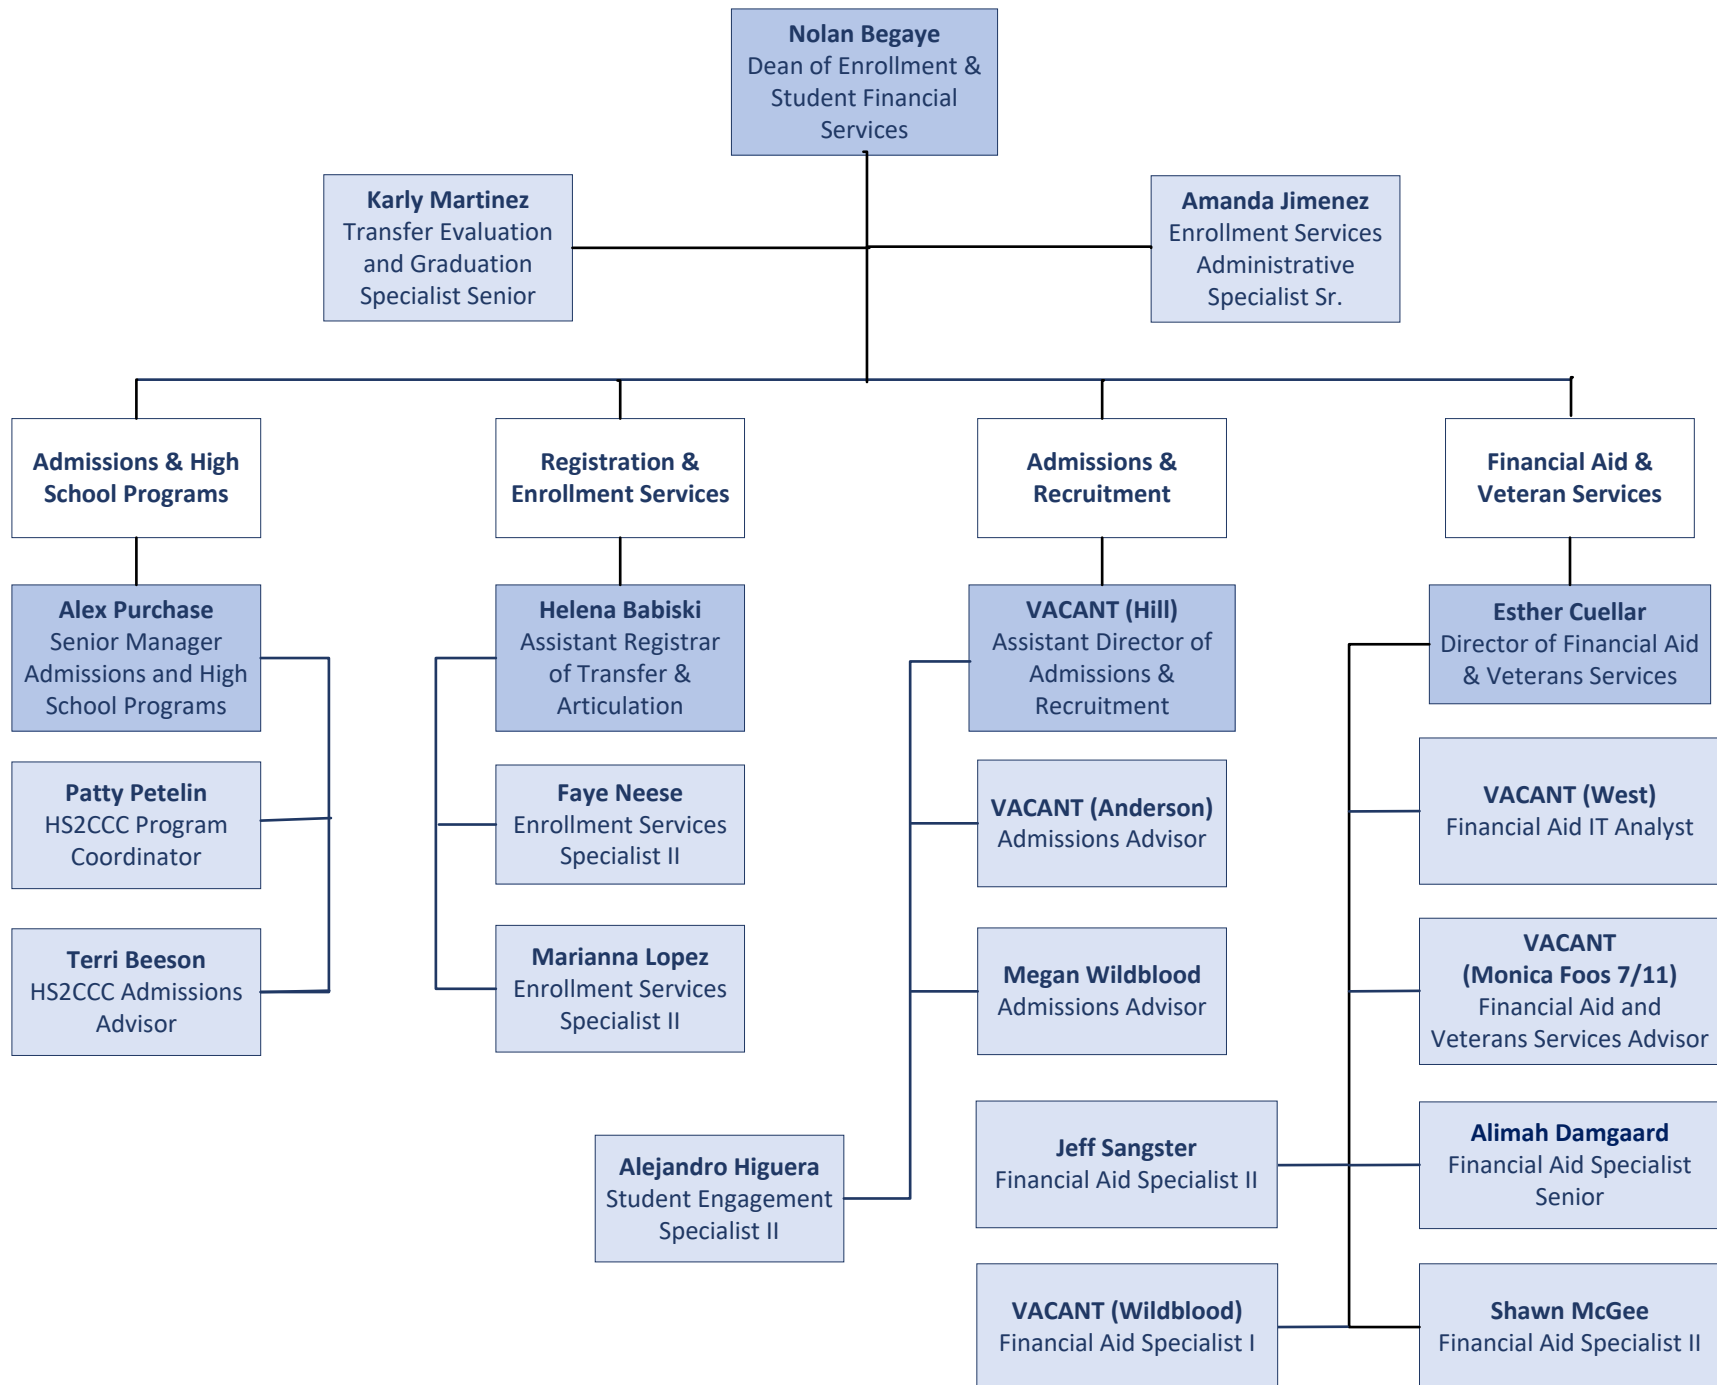 Nolan Begaye
Dean of Enrollment &
Student Financial
Services
Karly Martinez
Transfer Evaluation
and Graduation
Specialist Senior
Amanda Jimenez
Enrollment Services
Administrative
Specialist Sr.
Admissions & High
School Programs
Registration &
Enrollment Services
Admissions &
Recruitment
Financial Aid &
Veteran Services
Alex Purchase
Senior Manager
Admissions and High
School Programs
Helena Babiski
Assistant Registrar
of Transfer &
Articulation
VACANT (Hill)
Assistant Director of
Admissions &
Recruitment
Esther Cuellar
Director of Financial Aid
& Veterans Services
Patty Petelin
HS2CCC Program
Coordinator
Faye Neese
Enrollment Services
Specialist II
VACANT (Anderson)
Admissions Advisor
VACANT (West)
Financial Aid IT Analyst
Terri Beeson
HS2CCC Admissions
Advisor
Marianna Lopez
Enrollment Services
Specialist II
Megan Wildblood
Admissions Advisor
VACANT
(Monica Foos 7/11)
Financial Aid and
Veterans Services Advisor
Alejandro Higuera
Student Engagement
Specialist II
Jeff Sangster
Financial Aid Specialist II
Alimah Damgaard
Financial Aid Specialist
Senior
VACANT (Wildblood)
Financial Aid Specialist I
Shawn McGee
Financial Aid Specialist II